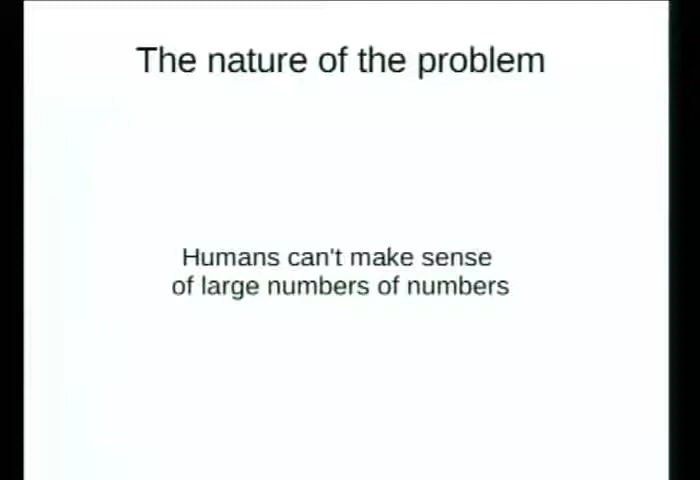 The nature of the problem
Humans can't make sense
of large numbers of numbers